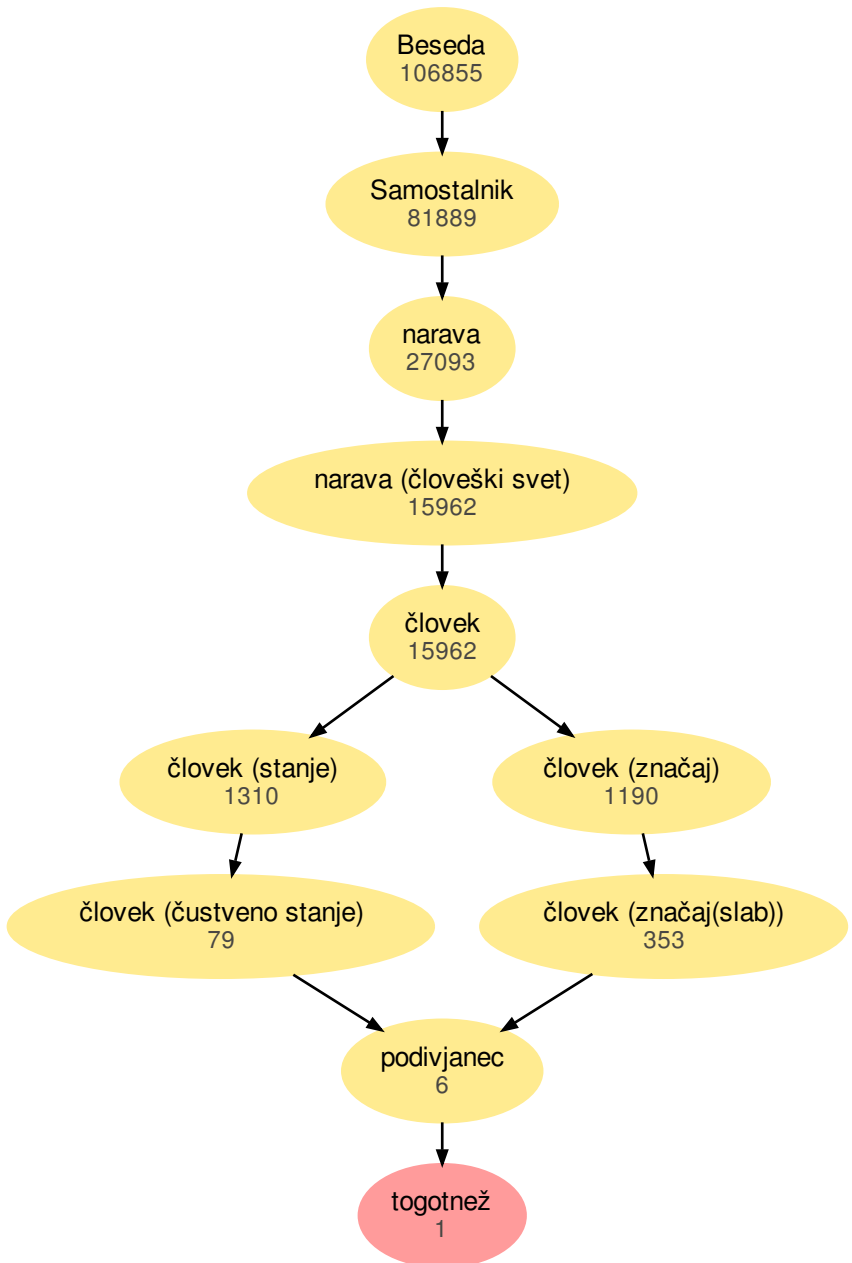 Beseda
106855
Samostalnik
81889
narava
27093
narava (človeški svet)
15962
človek
15962
človek (stanje)
1310
človek (značaj)
1190
človek (čustveno stanje)
79
človek (značaj(slab))
353
podivjanec
6
togotnež
1